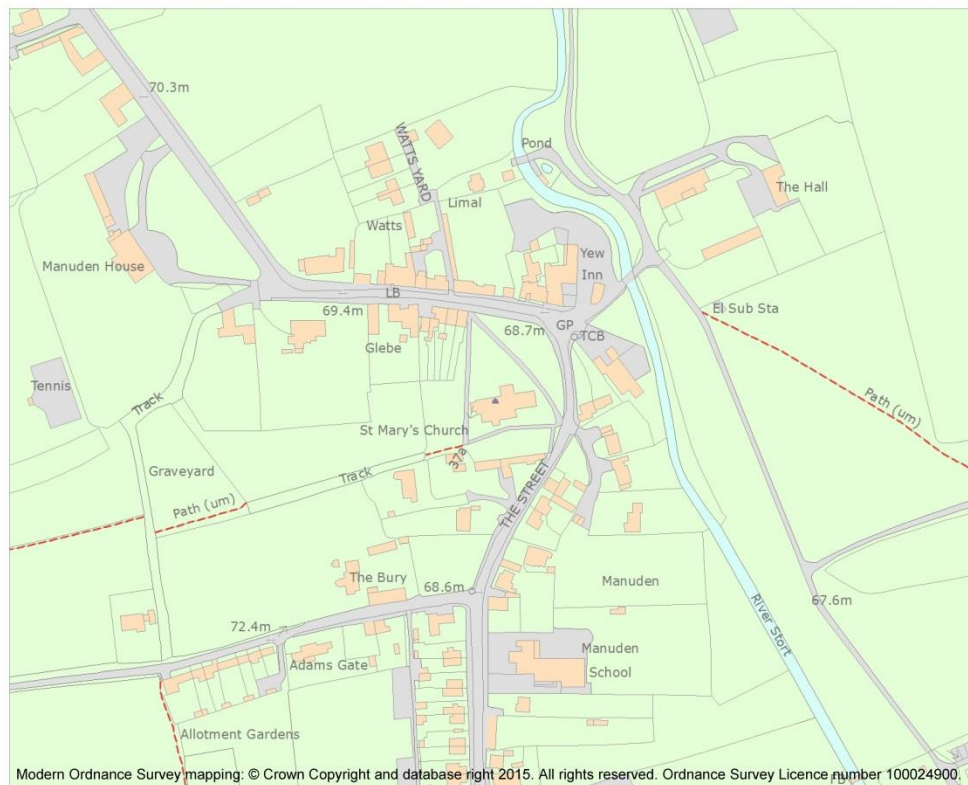 70.3m
WATTS YARD
Pond
The Hall
Limal
Watts
Manuden House
Yew
Inn
LB
69.4m
El Sub Sta
68.7m
GP
TCB
Glebe
Tennis
Track
Path (um)
St Mary's Church
37a
Graveyard
Track
Path (um)
THE STREET
The Bury
68.6m
Manuden
67.6m
River Stort
72.4m
Adams Gate
Manuden
School
Allotment Gardens
FB
Modern Ordnance Survey mapping: © Crown Copyright and database right 2015. All rights reserved. Ordnance Survey Licence number 100024900.